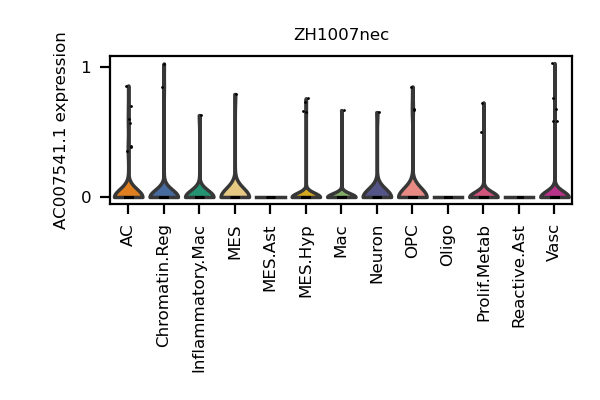 ZH1007nec
AC007541.1 expression
1
0
AC
Chromatin.Reg
Inflammatory.Mac
MES
MES.Ast
MES.Hyp
Mac
Neuron
OPC
Oligo
Prolif.Metab
Reactive.Ast
Vasc